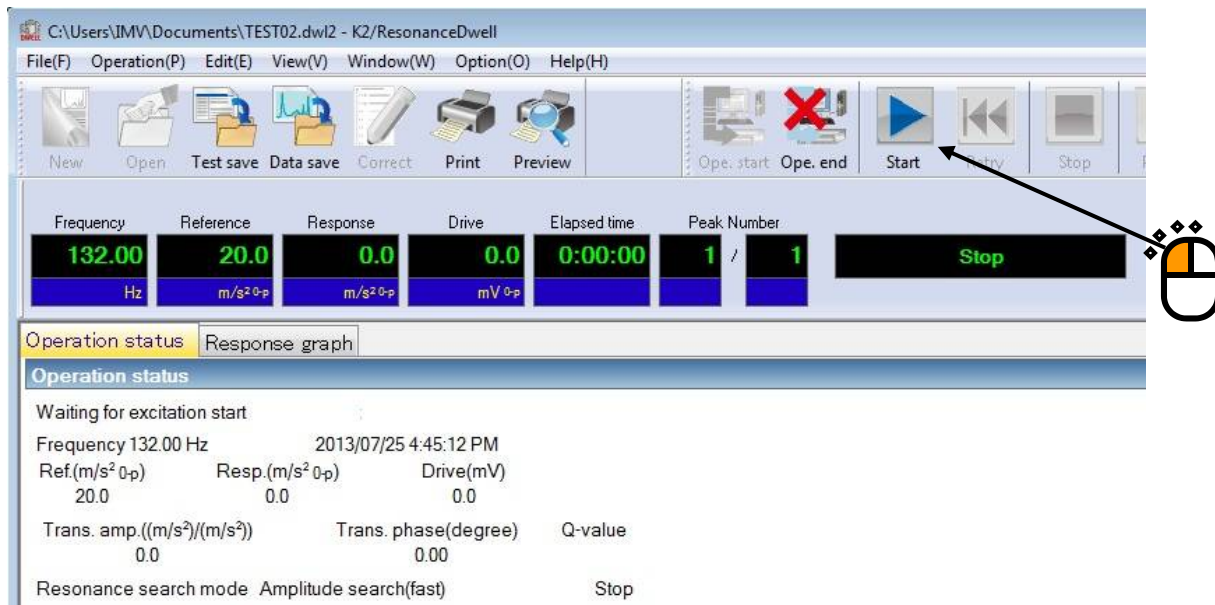 C:\Users\IMV\Documents\TEST02.dwl2 - K2/ResonanceDwell
File(F) Operation(P) Edit(E) View(V) Window(W) Option(O) Help(H)
New Open Test save Data save Correct Print Preview Ope. start Ope. end Start Retry Stop
Frequency Reference Response Drive Elapsed time Peak Number
132.00 20.0 0.0 0.0 0:00:00 1 / 1 Stop
Hz m/s² 0-p m/s² 0-p mV 0-p
Operation status Response graph
Operation status
Waiting for excitation start :
Frequency 132.00 Hz 2013/07/25 4:45:12 PM
Ref.(m/s² 0-p) Resp.(m/s² 0-p) Drive(mV)
20.0 0.0 0.0
Trans. amp.((m/s²)/(m/s²)) Trans. phase(degree) Q-value
0.0 0.00
Resonance search mode Amplitude search(fast) Stop